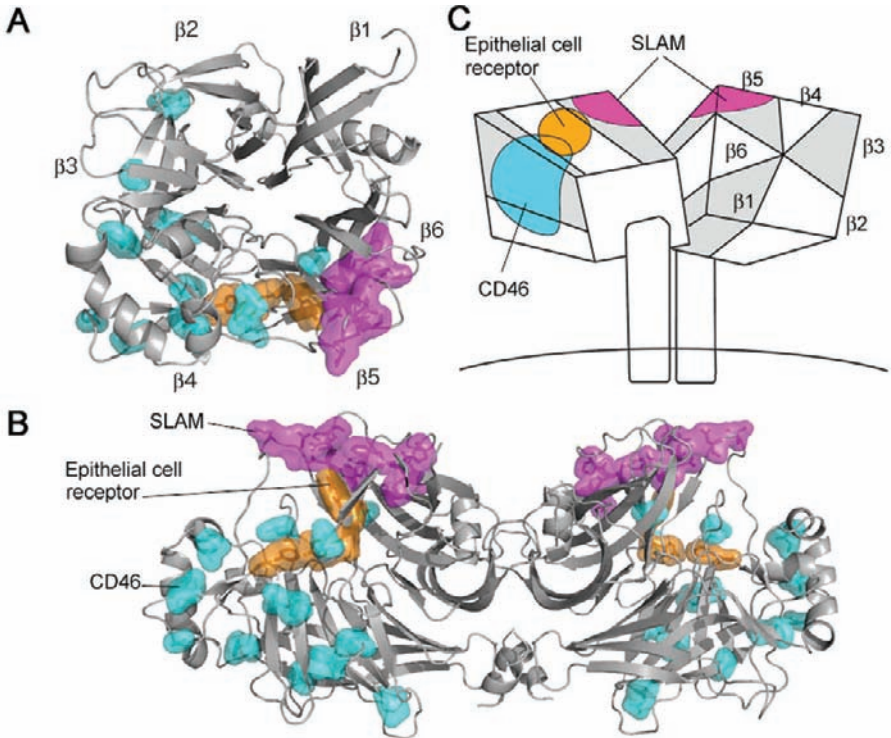 A
β2
β1
β3
β6
β4
β5
C
Epithelial cell
receptor
SLAM
β5
β4
β3
β6
β1
β2
CD46
B
SLAM
Epithelial cell
receptor
CD46